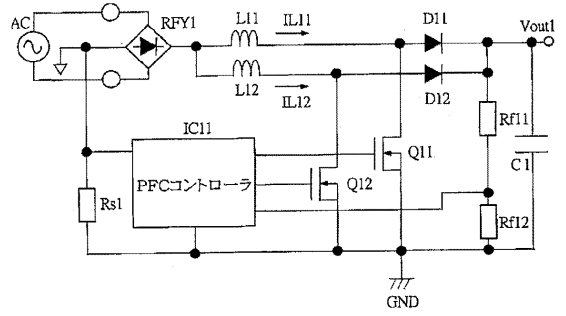 AC
RFY1
L11
IL11
D11
Vout1
L12
IL12
D12
IC11
Rf11
Q11
C1
PFCコントローラ
Q12
Rs1
Rf12
GND